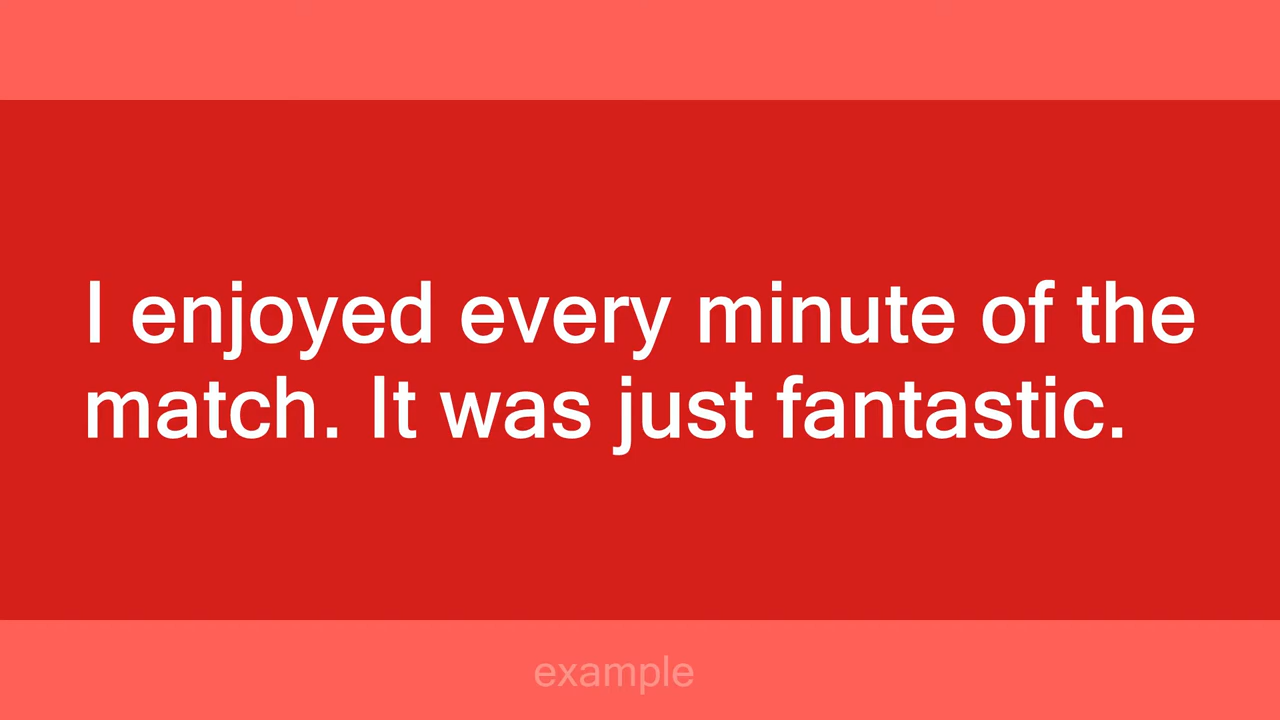 I enjoyed every minute of the
match. It was just fantastic.
example